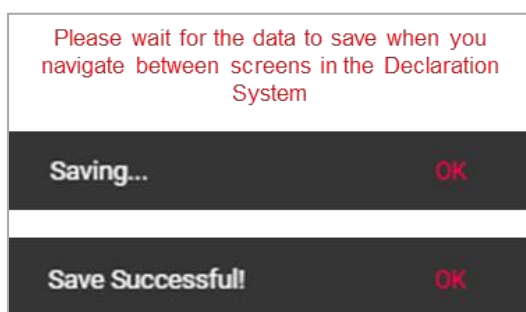 Please wait for the data to save when you
navigate between screens in the Declaration
System
Saving... OK
Save Successful! OK